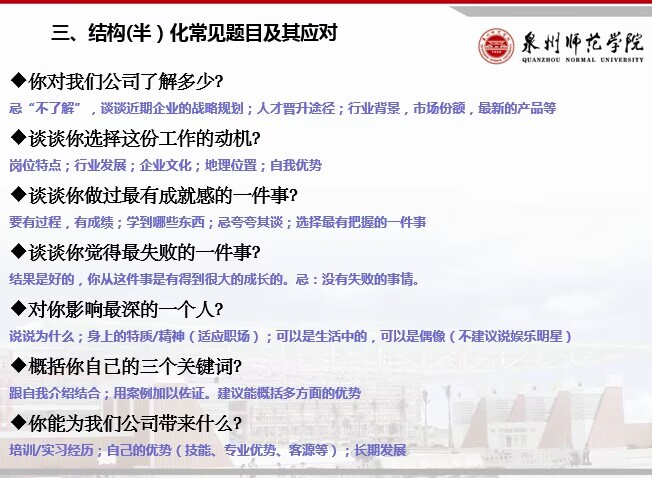 三、结构(半）化常见题目及其应对
泉州师范学院
QUANZHOU NORMAL UNIVERSITY
◆你对我们公司了解多少?
忌“不了解”，谈谈近期企业的战略规划；人才晋升途径；行业背景，市场份额，最新的产品等
◆谈谈你选择这份工作的动机?
岗位特点；行业发展；企业文化；地理位置；自我优势
◆谈谈你做过最有成就感的一件事?
要有过程，有成绩；学到哪些东西；忌夸夸其谈；选择最有把握的一件事
◆谈谈你觉得最失败的一件事?
结果是好的，你从这件事是有得到很大的成长的。忌：没有失败的事情。
◆对你影响最深的一个人?
说说为什么；身上的特质/精神（适应职场）；可以是生活中的，可以是偶像（不建议说娱乐明星）
◆概括你自己的三个关键词?
跟自我介绍结合；用案例加以佐证。建议能概括多方面的优势
◆你能为我们公司带来什么?
培训/实习经历；自己的优势（技能、专业优势、客源等）；长期发展